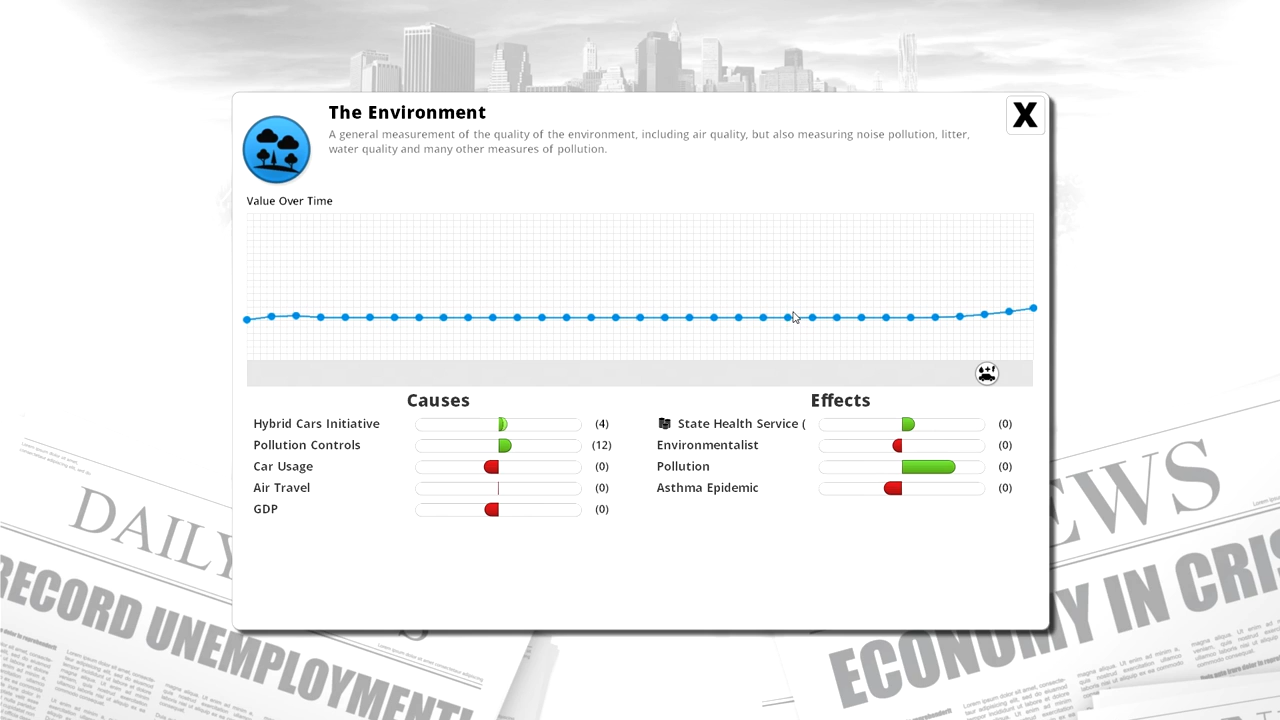 The Environment
X
A general measurement of the quality of the environment, including air quality, but also measuring noise pollution, litter,
water quality and many other measures of pollution.
Value Over Time
Causes
Hybrid Cars Initiative (4)
Pollution Controls (12)
Car Usage (0)
Air Travel (0)
GDP (0)
Effects
State Health Service ( (0)
Environmentalist (0)
Pollution (0)
Asthma Epidemic (0)
DAILY
RECORD UNEMPLOYMENT!
EWS
ECONOMY IN CRIS